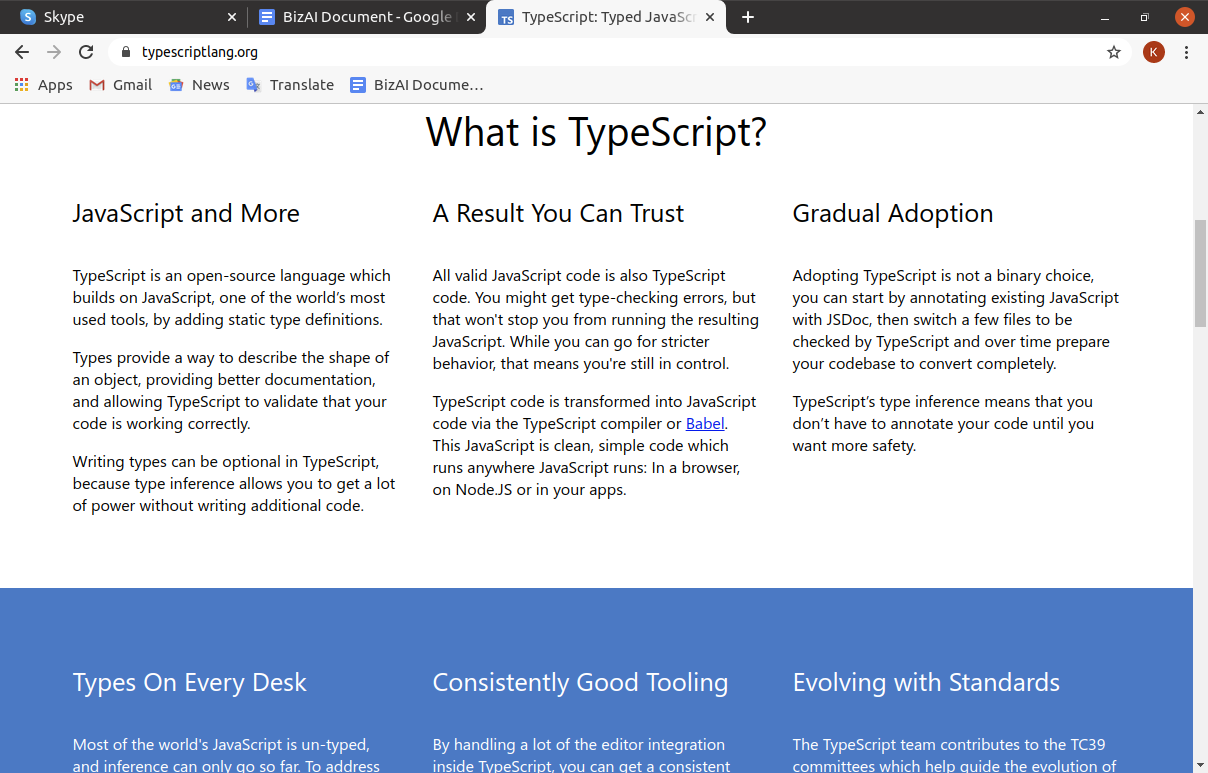 Skype
BizAI Document - Google
TypeScript: Typed JavaSc
TS
typescriptlang.org
K
Apps
Gmail
News
Translate
BizAI Docume…
What is TypeScript?
JavaScript and More
TypeScript is an open-source language which
builds on JavaScript, one of the world’s most
used tools, by adding static type definitions.
Types provide a way to describe the shape of
an object, providing better documentation,
and allowing TypeScript to validate that your
code is working correctly.
Writing types can be optional in TypeScript,
because type inference allows you to get a lot
of power without writing additional code.
A Result You Can Trust
All valid JavaScript code is also TypeScript
code. You might get type-checking errors, but
that won't stop you from running the resulting
JavaScript. While you can go for stricter
behavior, that means you're still in control.
TypeScript code is transformed into JavaScript
code via the TypeScript compiler or Babel.
This JavaScript is clean, simple code which
runs anywhere JavaScript runs: In a browser,
on Node.JS or in your apps.
Gradual Adoption
Adopting TypeScript is not a binary choice,
you can start by annotating existing JavaScript
with JSDoc, then switch a few files to be
checked by TypeScript and over time prepare
your codebase to convert completely.
TypeScript’s type inference means that you
don’t have to annotate your code until you
want more safety.
Types On Every Desk
Most of the world's JavaScript is un-typed,
and inference can only go so far. To address
Consistently Good Tooling
By handling a lot of the editor integration
inside TypeScript, you can get a consistent
Evolving with Standards
The TypeScript team contributes to the TC39
committees which help guide the evolution of